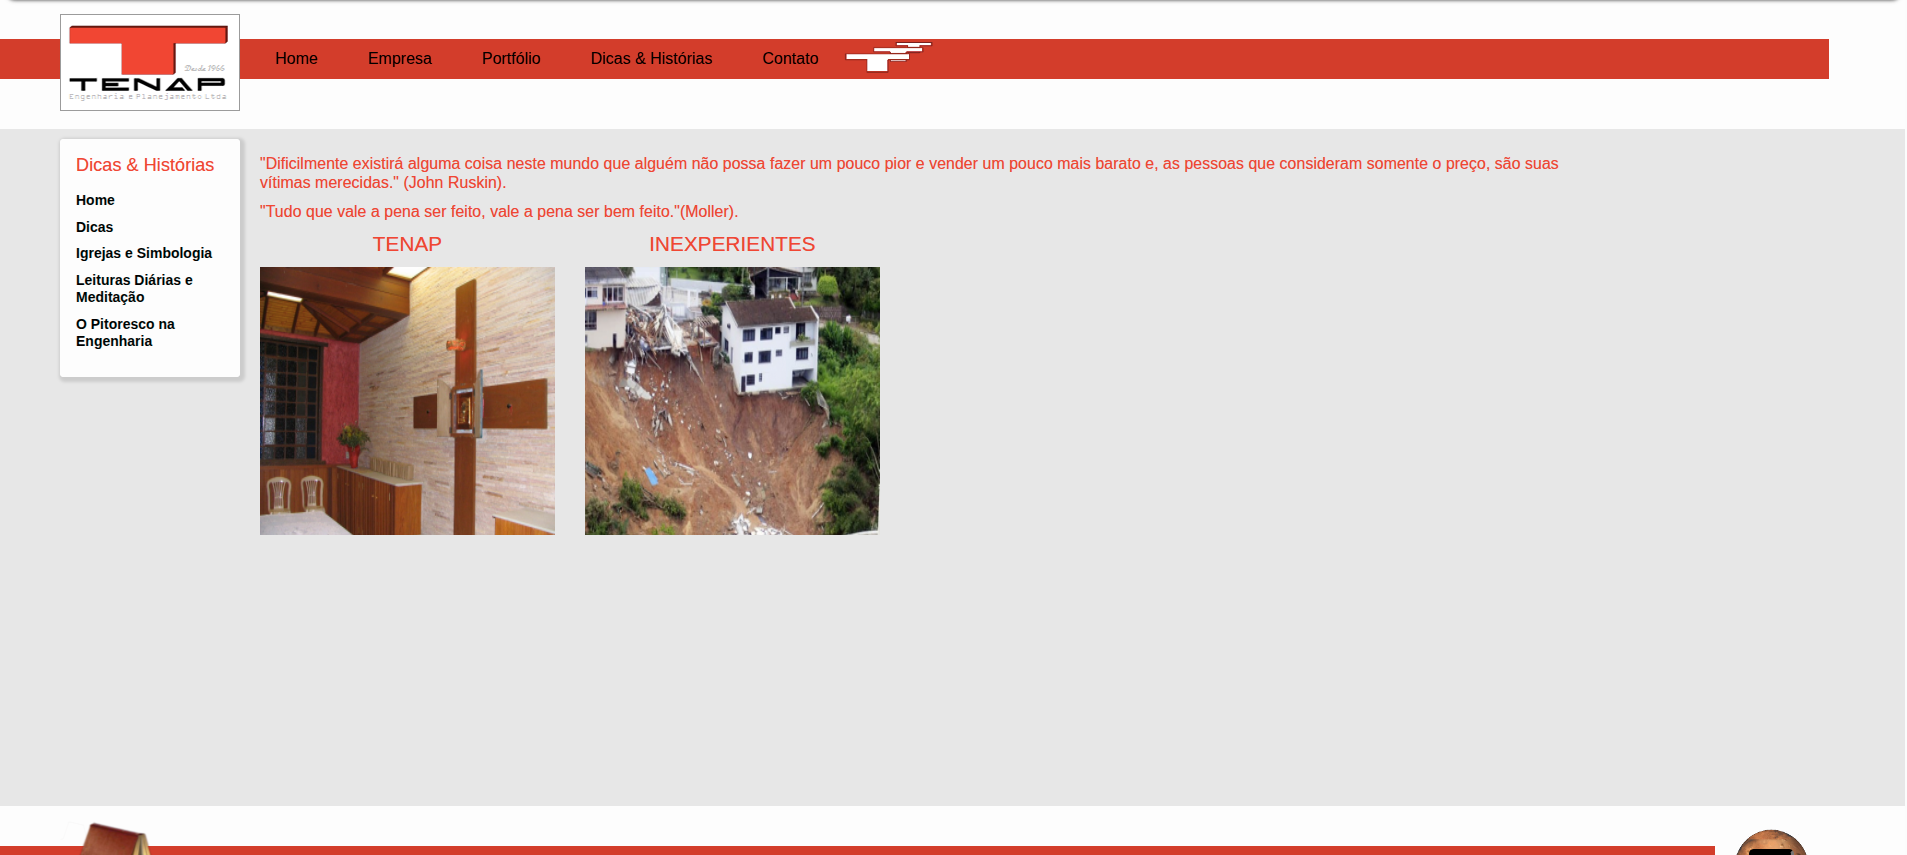 Desde 1966
TENAP
Engenharia e Planejamento Ltda
Home
Empresa
Portfólio
Dicas & Histórias
Contato
Dicas & Histórias
Home
Dicas
Igrejas e Simbologia
Leituras Diárias e
Meditação
O Pitoresco na
Engenharia
"Dificilmente existirá alguma coisa neste mundo que alguém não possa fazer um pouco pior e vender um pouco mais barato e, as pessoas que consideram somente o preço, são suas
vítimas merecidas." (John Ruskin).
"Tudo que vale a pena ser feito, vale a pena ser bem feito."(Moller).
TENAP
INEXPERIENTES